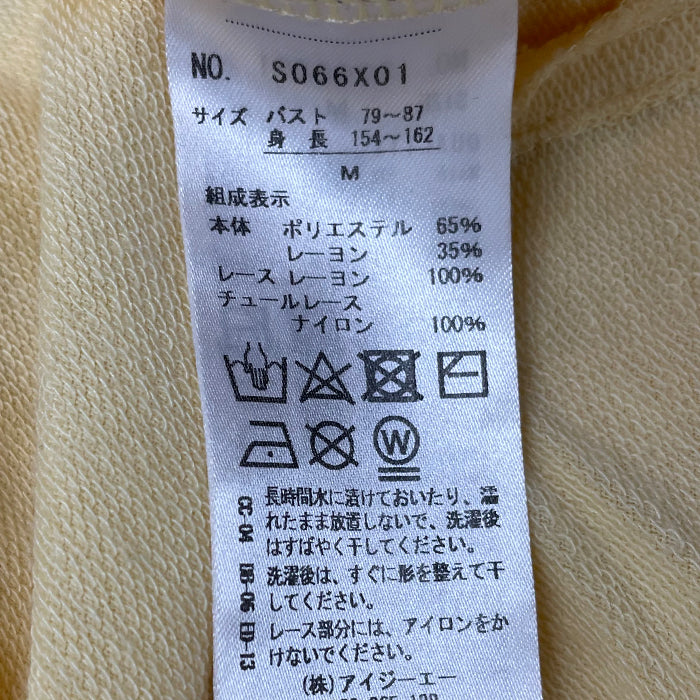 NO. S066X01
サイズ バスト 79〜87
身長 154〜162
M
組成表示
本体 ポリエステル 65%
レーヨン 35%
レース レーヨン 100%
チュールレース
ナイロン 100%
W
長時間水に漬けておいたり、濡
れたまま放置しないで、洗濯後
はすばやく干してください。
洗濯後は、すぐに形を整えて干
してください。
レース部分には、アイロンをか
けないでください。
(株)アイジーエー
CC-04 DB-06 ED-13